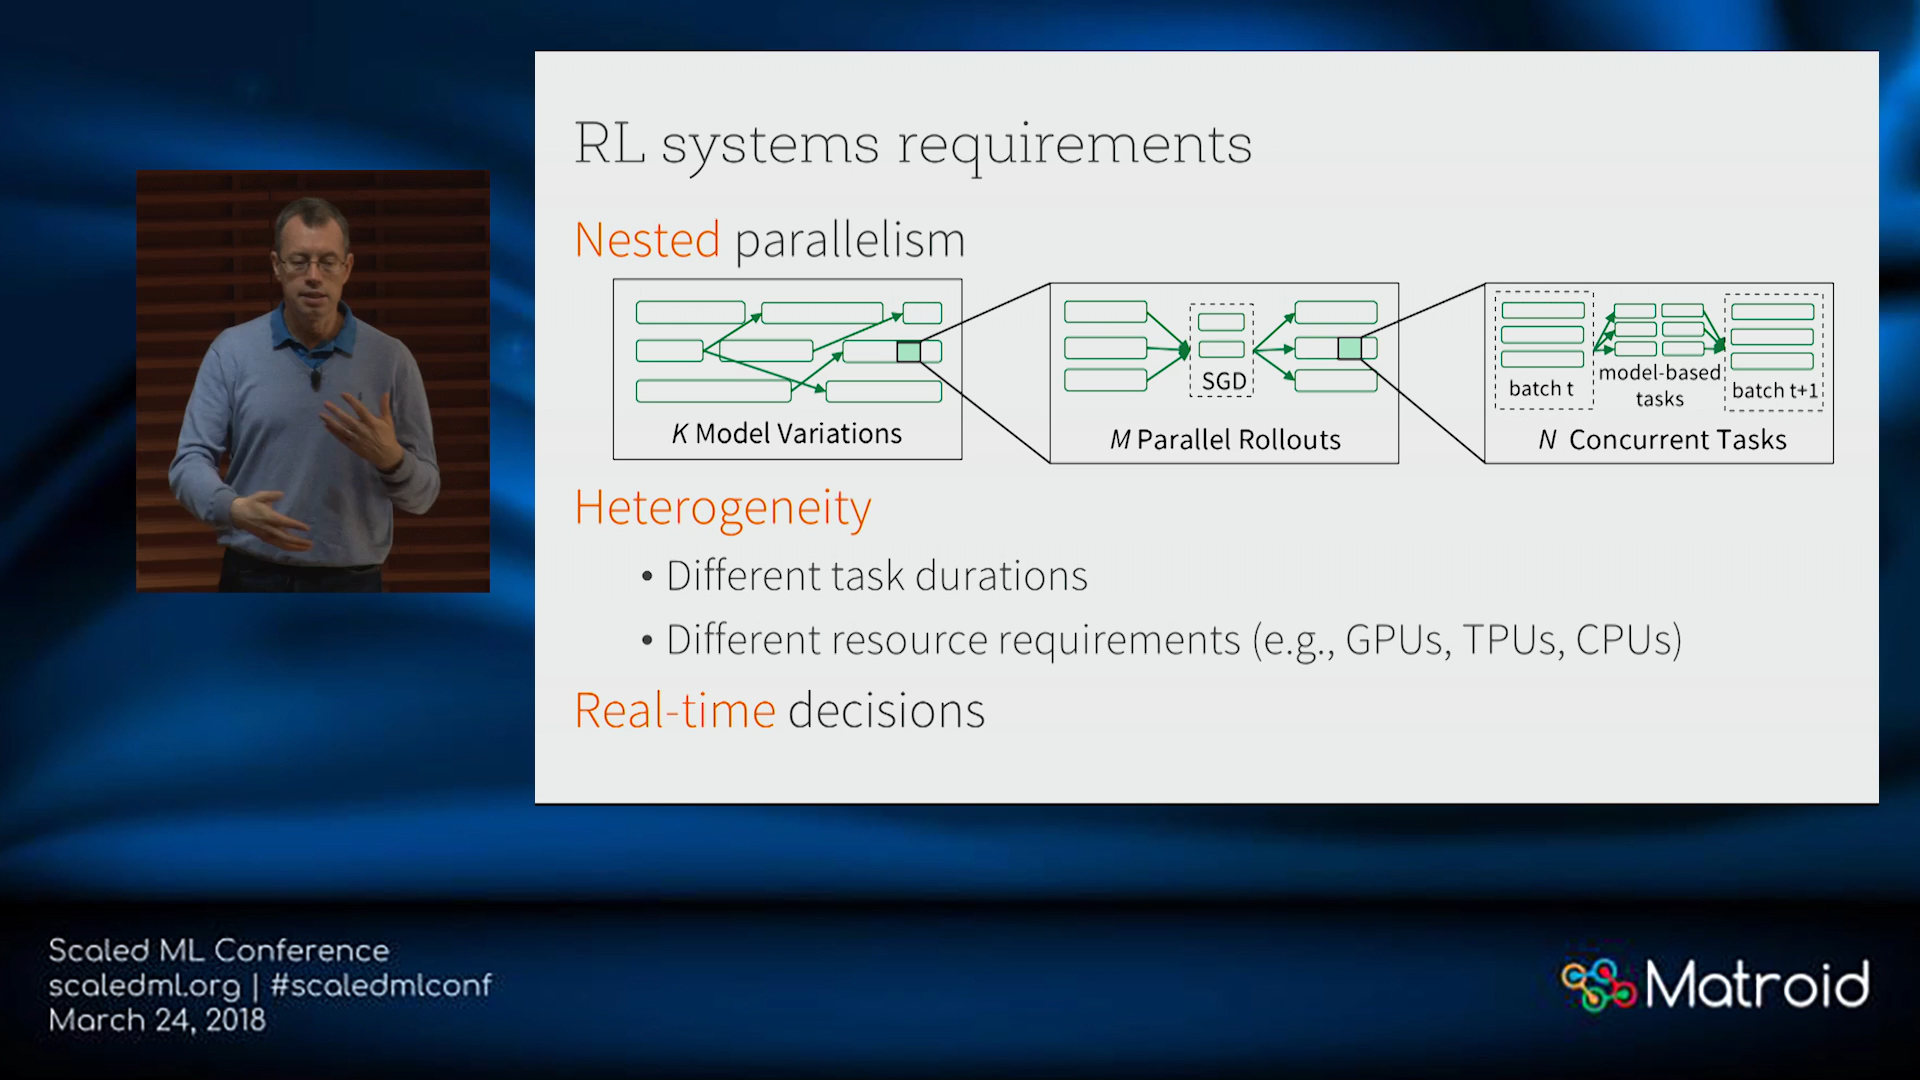 RL systems requirements
Nested parallelism
K Model Variations
SGD
M Parallel Rollouts
batch t
model-based
tasks
batch t+1
N Concurrent Tasks
Heterogeneity
• Different task durations
• Different resource requirements (e.g., GPUs, TPUs, CPUs)
Real-time decisions
Scaled ML Conference
scaledml.org | #scaledmlconf
March 24, 2018
Matroid